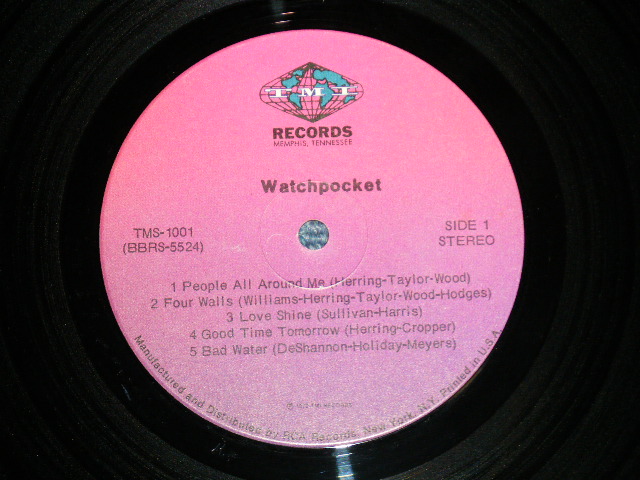 TMI
RECORDS
MEMPHIS, TENNESSEE
Watchpocket
TMS-1001
(BBRS-5524)
SIDE 1
STEREO
1 People All Around Me (Herring-Taylor-Wood)
2 Four Walls (Williams-Herring-Taylor-Wood-Hodges)
3 Love Shine (Sullivan-Harris)
4 Good Time Tomorrow (Herring-Cropper)
5 Bad Water (DeShannon-Holiday-Meyers)
Manufactured and Distributed by RCA Records, New York, N.Y. Printed in U.S.A.